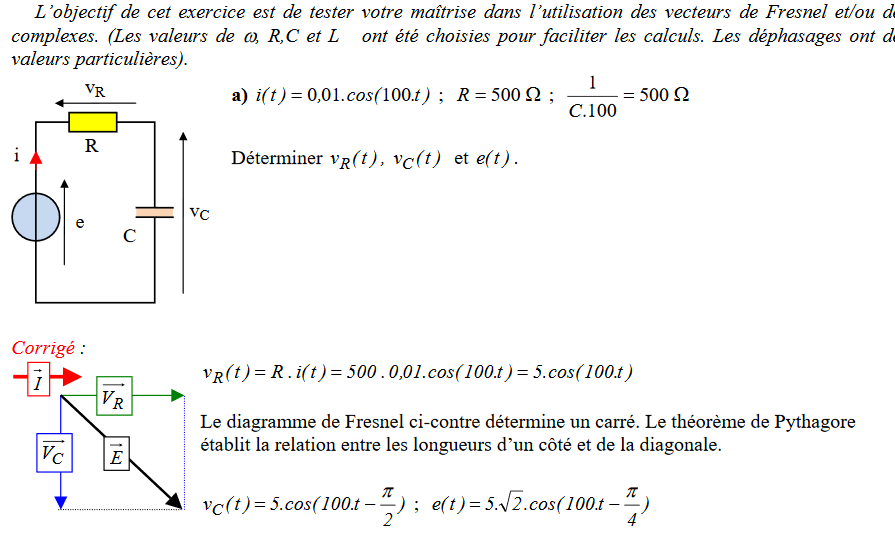 L'objectif de cet exercice est de tester votre maîtrise dans l'utilisation des vecteurs de Fresnel et/ou d
complexes. (Les valeurs de ω, R,C et L ont été choisies pour faciliter les calculs. Les déphasages ont d
valeurs particulières).
vR
a) i(t) = 0,01.cos(100.t) ; R = 500 Ω ; 1/(C.100) = 500 Ω
R
i
Déterminer vR(t), vC(t) et e(t).
e
vC
C
Corrigé :
I
VR
vR(t) = R . i(t) = 500 . 0,01.cos(100.t) = 5.cos(100.t)
Le diagramme de Fresnel ci-contre détermine un carré. Le théorème de Pythagore
établit la relation entre les longueurs d'un côté et de la diagonale.
VC
E
vC(t) = 5.cos(100.t − π/2) ; e(t) = 5.√2.cos(100.t − π/4)